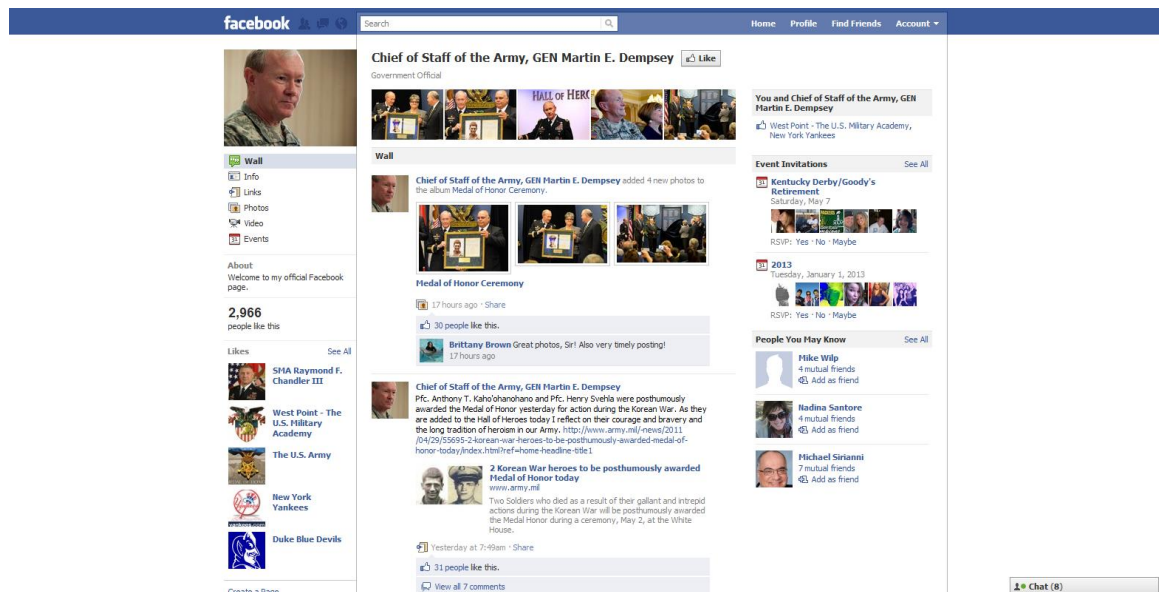 facebook
Search
Home Profile Find Friends Account
Chief of Staff of the Army, GEN Martin E. Dempsey Like
Government Official
HALL OF HERO
Wall
Info
Links
Photos
Video
Events
About
Welcome to my official Facebook
page.
2,966
people like this
Likes See All
SMA Raymond F.
Chandler III
West Point - The
U.S. Military
Academy
The U.S. Army
New York
Yankees
Duke Blue Devils
Create a Page
Wall
Chief of Staff of the Army, GEN Martin E. Dempsey added 4 new photos to
the album Medal of Honor Ceremony.
Medal of Honor Ceremony
17 hours ago · Share
30 people like this.
Brittany Brown Great photos, Sir! Also very timely posting!
17 hours ago
Chief of Staff of the Army, GEN Martin E. Dempsey
Pfc. Anthony T. Kaho'ohanohano and Pfc. Henry Svehla were posthumously
awarded the Medal of Honor yesterday for action during the Korean War. As they
are added to the Hall of Heroes today I reflect on their courage and bravery and
the long tradition of heroism in our Army. http://www.army.mil/-news/2011
/04/29/55695-2-korean-war-heroes-to-be-posthumously-awarded-medal-of-
honor-today/index.html?ref=home-headline-title1
2 Korean War heroes to be posthumously awarded
Medal of Honor today
www.army.mil
Two Soldiers who died as a result of their gallant and intrepid
actions during the Korean War will be posthumously awarded
the Medal Honor during a ceremony, May 2, at the White
House.
Yesterday at 7:49am · Share
31 people like this.
View all 7 comments
You and Chief of Staff of the Army, GEN
Martin E. Dempsey
West Point - The U.S. Military Academy,
New York Yankees
Event Invitations See All
Kentucky Derby/Goody's
Retirement
Saturday, May 7
RSVP: Yes · No · Maybe
2013
Tuesday, January 1, 2013
RSVP: Yes · No · Maybe
People You May Know See All
Mike Wilp
4 mutual friends
Add as friend
Nadina Santore
4 mutual friends
Add as friend
Michael Sirianni
7 mutual friends
Add as friend
Chat (8)